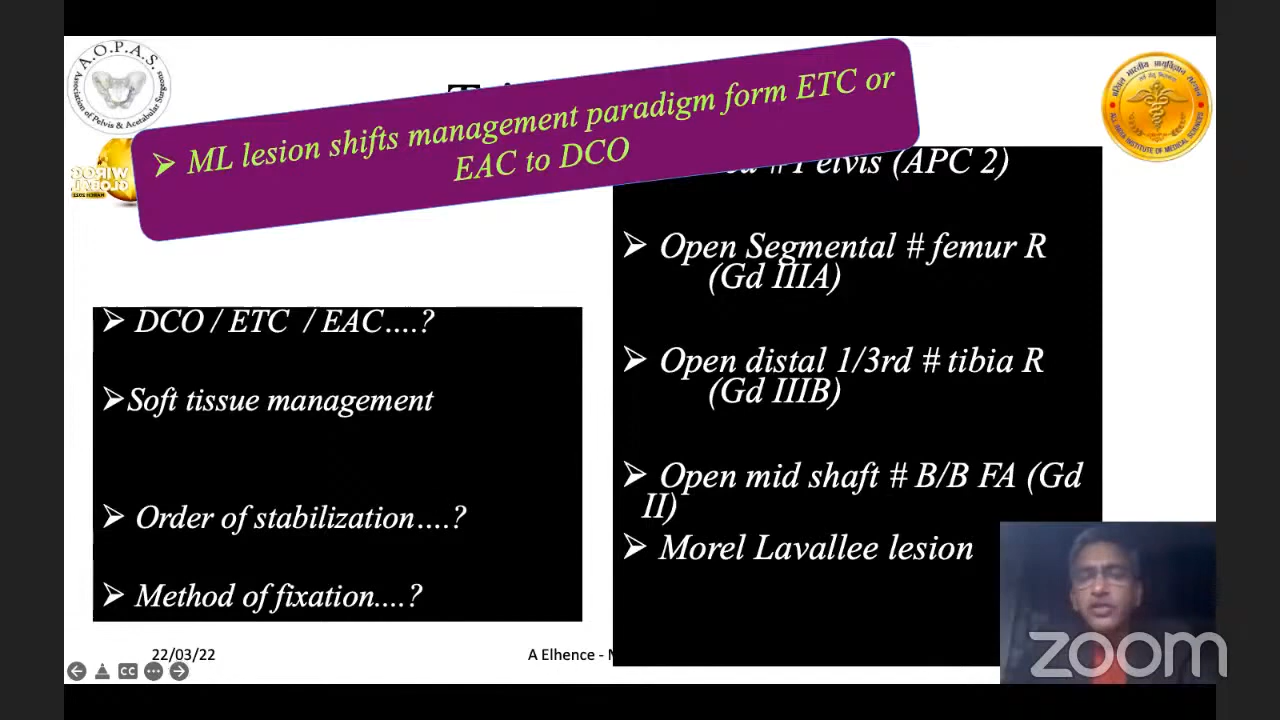 A.O.P.A.S.
Association of Pelvis & Acetabular Surgeons
➢ ML lesion shifts management paradigm form ETC or
EAC to DCO
WIROC
GLOBAL
# Pelvis (APC 2)
➢ Open Segmental # femur R
(Gd IIIA)
➢ Open distal 1/3rd # tibia R
(Gd IIIB)
➢ Open mid shaft # B/B FA (Gd
II)
➢ Morel Lavallee lesion
➢ DCO / ETC / EAC....?
➢Soft tissue management
➢ Order of stabilization....?
➢ Method of fixation....?
22/03/22
A Elhence -
CC
zoom